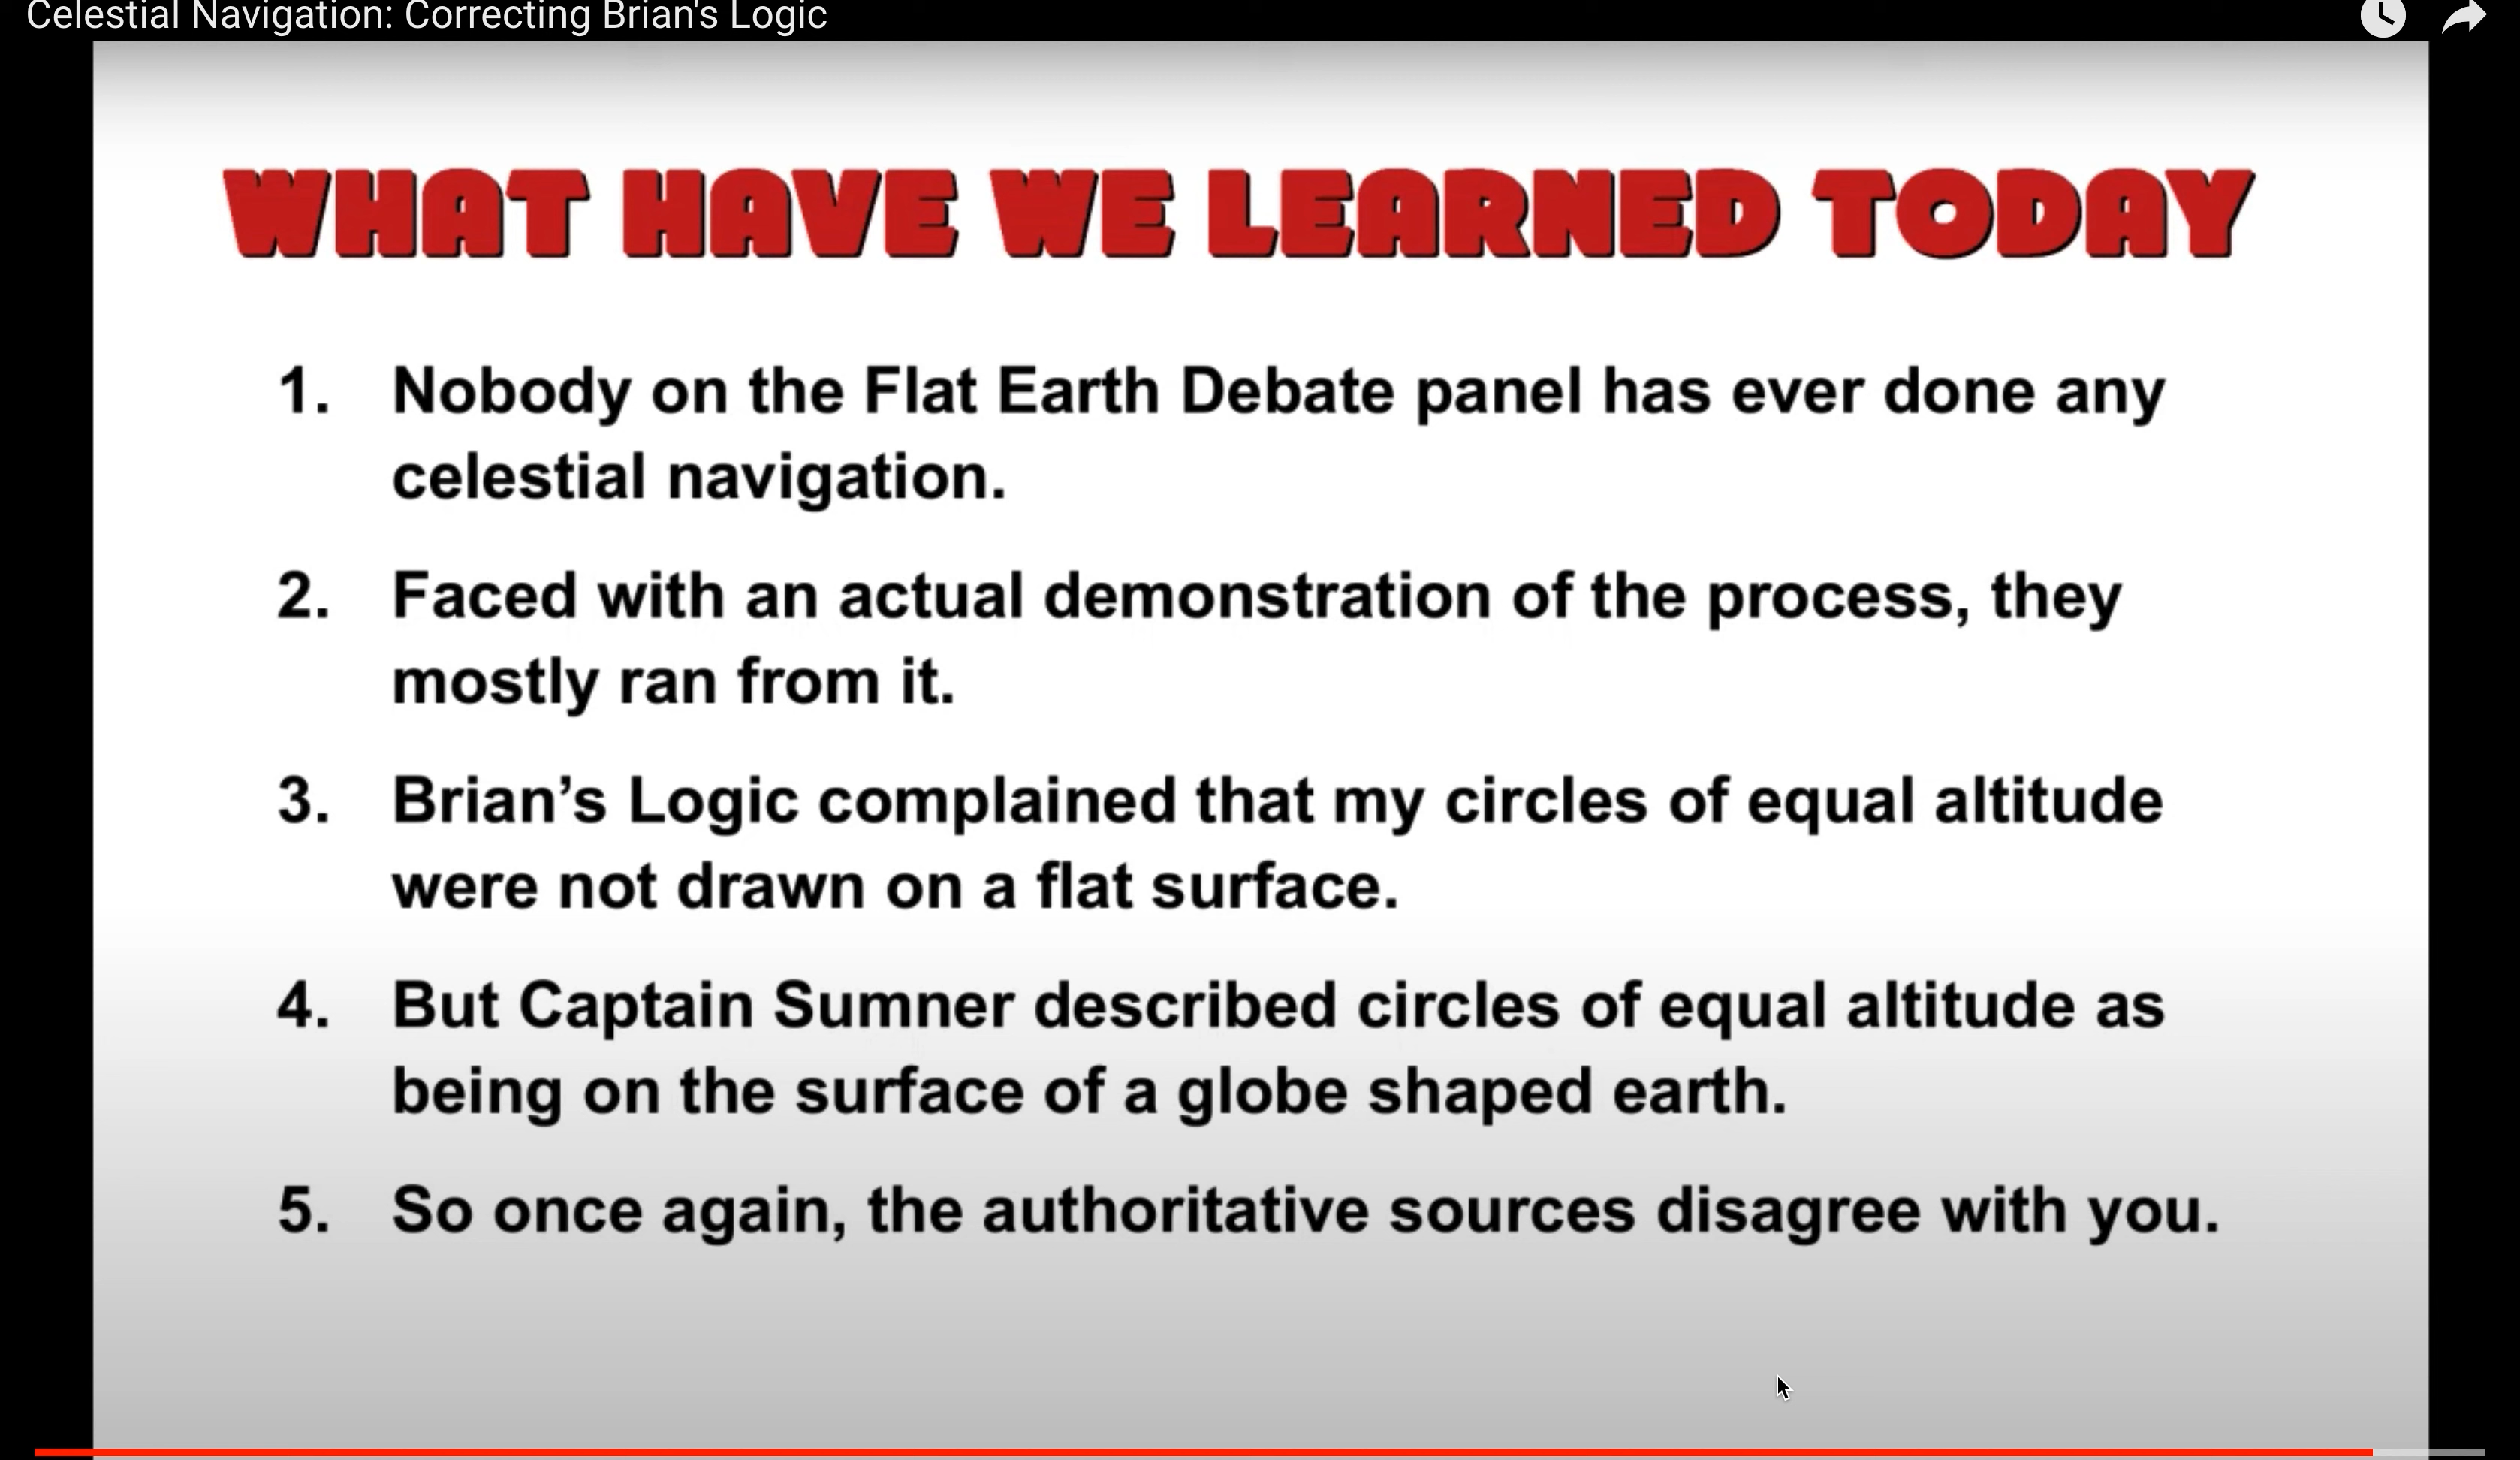 Celestial Navigation: Correcting Brian's Logic
WHAT HAVE WE LEARNED TODAY
1. Nobody on the Flat Earth Debate panel has ever done any
celestial navigation.
2. Faced with an actual demonstration of the process, they
mostly ran from it.
3. Brian’s Logic complained that my circles of equal altitude
were not drawn on a flat surface.
4. But Captain Sumner described circles of equal altitude as
being on the surface of a globe shaped earth.
5. So once again, the authoritative sources disagree with you.